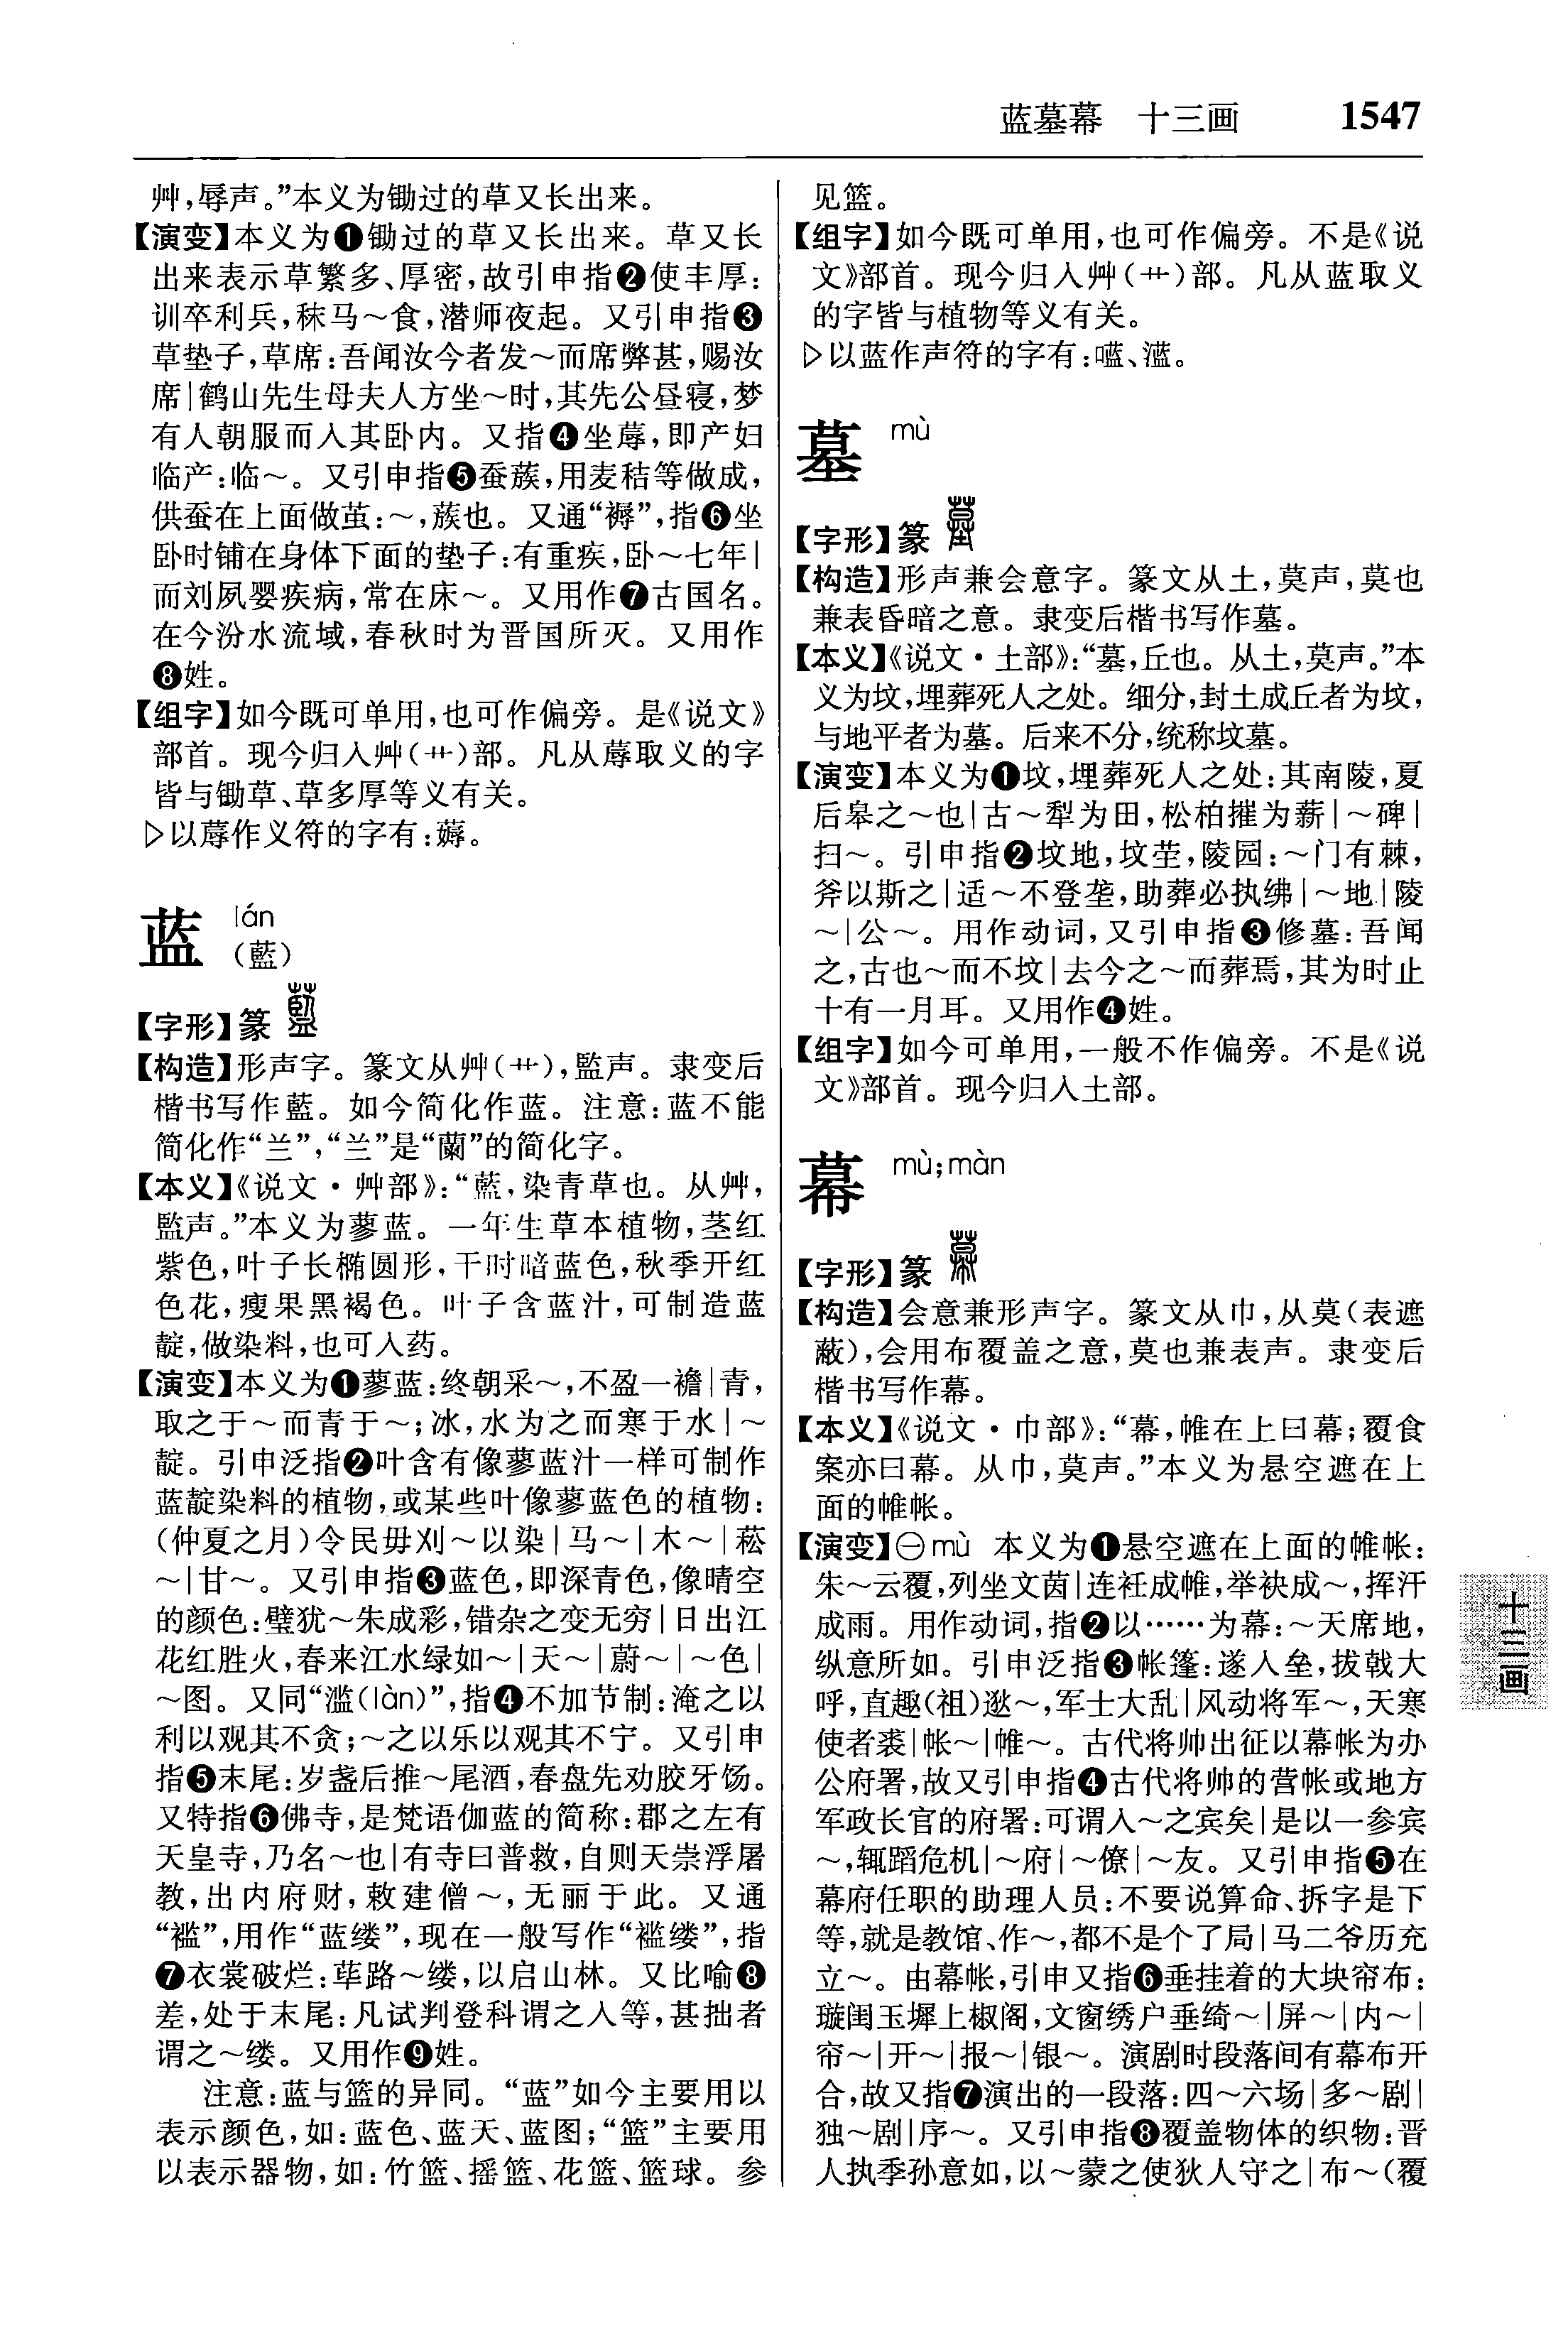 蓝墓幕　十三画　1547
艸,辱声。”本义为锄过的草又长出来。
【演变】本义为❶锄过的草又长出来。草又长
出来表示草繁多、厚密,故引申指❷使丰厚:
训卒利兵,秣马～食,潜师夜起。又引申指❸
草垫子,草席:吾闻汝今者发～而席弊甚,赐汝
席|鹤山先生母夫人方坐～时,其先公昼寝,梦
有人朝服而入其卧内。又指❹坐蓐,即产妇
临产:临～。又引申指❺蚕蔟,用麦秸等做成,
供蚕在上面做茧:～,蔟也。又通“褥”,指❻坐
卧时铺在身体下面的垫子:有重疾,卧～七年|
而刘夙婴疾病,常在床～。又用作❼古国名。
在今汾水流域,春秋时为晋国所灭。又用作
❽姓。
【组字】如今既可单用,也可作偏旁。是《说文》
部首。现今归入艸(艹)部。凡从蓐取义的字
皆与锄草、草多厚等义有关。
▷以蓐作义符的字有:薅。
蓝 lán
(藍)
【字形】篆
【构造】形声字。篆文从艸(艹),監声。隶变后
楷书写作藍。如今简化作蓝。注意:蓝不能
简化作“兰”,“兰”是“蘭”的简化字。
【本义】《说文·艸部》:“藍,染青草也。从艸,
監声。”本义为蓼蓝。一年生草本植物,茎红
紫色,叶子长椭圆形,干时暗蓝色,秋季开红
色花,瘦果黑褐色。叶子含蓝汁,可制造蓝
靛,做染料,也可入药。
【演变】本义为❶蓼蓝:终朝采～,不盈一襜|青,
取之于～而青于～;冰,水为之而寒于水|～
靛。引申泛指❷叶含有像蓼蓝汁一样可制作
蓝靛染料的植物,或某些叶像蓼蓝色的植物:
(仲夏之月)令民毋刈～以染|马～|木～|菘
～|甘～。又引申指❸蓝色,即深青色,像晴空
的颜色:璧犹～朱成彩,错杂之变无穷|日出江
花红胜火,春来江水绿如～|天～|蔚～|～色|
～图。又同“滥(làn)”,指❹不加节制:淹之以
利以观其不贪;～之以乐以观其不宁。又引申
指❺末尾:岁盏后推～尾酒,春盘先劝胶牙饧。
又特指❻佛寺,是梵语伽蓝的简称:郡之左有
天皇寺,乃名～也|有寺曰普救,自则天崇浮屠
教,出内府财,敕建僧～,无丽于此。又通
“褴”,用作“蓝缕”,现在一般写作“褴缕”,指
❼衣裳破烂:荜路～缕,以启山林。又比喻❽
差,处于末尾:凡试判登科谓之入等,甚拙者
谓之～缕。又用作❾姓。
注意:蓝与篮的异同。“蓝”如今主要用以
表示颜色,如:蓝色、蓝天、蓝图;“篮”主要用
以表示器物,如:竹篮、摇篮、花篮、篮球。参
见篮。
【组字】如今既可单用,也可作偏旁。不是《说
文》部首。现今归入艸(艹)部。凡从蓝取义
的字皆与植物等义有关。
▷以蓝作声符的字有:㘕、㳕。
墓 mù
【字形】篆
【构造】形声兼会意字。篆文从土,莫声,莫也
兼表昏暗之意。隶变后楷书写作墓。
【本义】《说文·土部》:“墓,丘也。从土,莫声。”本
义为坟,埋葬死人之处。细分,封土成丘者为坟,
与地平者为墓。后来不分,统称坟墓。
【演变】本义为❶坟,埋葬死人之处:其南陵,夏
后皋之～也|古～犁为田,松柏摧为薪|～碑|
扫～。引申指❷坟地,坟茔,陵园:～门有棘,
斧以斯之|适～不登垄,助葬必执绋|～地|陵
～|公～。用作动词,又引申指❸修墓:吾闻
之,古也～而不坟|去今之～而葬焉,其为时止
十有一月耳。又用作❹姓。
【组字】如今可单用,一般不作偏旁。不是《说
文》部首。现今归入土部。
幕 mù;màn
【字形】篆
【构造】会意兼形声字。篆文从巾,从莫(表遮
蔽),会用布覆盖之意,莫也兼表声。隶变后
楷书写作幕。
【本义】《说文·巾部》:“幕,帷在上曰幕;覆食
案亦曰幕。从巾,莫声。”本义为悬空遮在上
面的帷帐。
【演变】㊀mù 本义为❶悬空遮在上面的帷帐:
朱～云覆,列坐文茵|连衽成帷,举袂成～,挥汗
成雨。用作动词,指❷以……为幕:～天席地,
纵意所如。引申泛指❸帐篷:遂入垒,拔戟大
呼,直趣(祖)逖～,军士大乱|风动将军～,天寒
使者裘|帐～|帷～。古代将帅出征以幕帐为办
公府署,故又引申指❹古代将帅的营帐或地方
军政长官的府署:可谓入～之宾矣|是以一参宾
～,辄蹈危机|～府|～僚|～友。又引申指❺在
幕府任职的助理人员:不要说算命、拆字是下
等,就是教馆、作～,都不是个了局|马二爷历充
立～。由幕帐,引申又指❻垂挂着的大块帘布:
璇闺玉墀上椒阁,文窗绣户垂绮～|屏～|内～|
帘～|开～|报～|银～。演剧时段落间有幕布开
合,故又指❼演出的一段落:四～六场|多～剧|
独～剧|序～。又引申指❽覆盖物体的织物:晋
人执季孙意如,以～蒙之使狄人守之|布～(覆
十三画